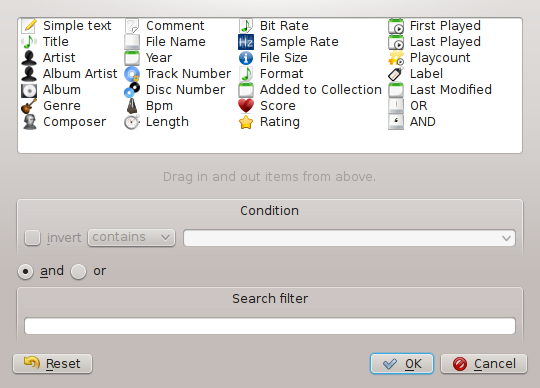 Simple text Comment Bit Rate First Played
Title File Name Sample Rate Last Played
Artist Year File Size Playcount
Album Artist Track Number Format Label
Album Disc Number Added to Collection Last Modified
Genre Bpm Score OR
Composer Length Rating AND
Drag in and out items from above.
Condition
invert contains
and or
Search filter
Reset OK Cancel